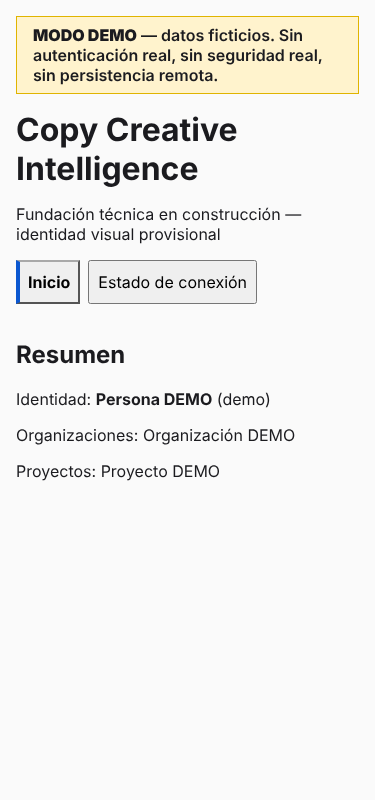 MODO DEMO — datos ficticios. Sin
autenticación real, sin seguridad real,
sin persistencia remota.
Copy Creative
Intelligence
Fundación técnica en construcción —
identidad visual provisional
Inicio
Estado de conexión
Resumen
Identidad: Persona DEMO (demo)
Organizaciones: Organización DEMO
Proyectos: Proyecto DEMO